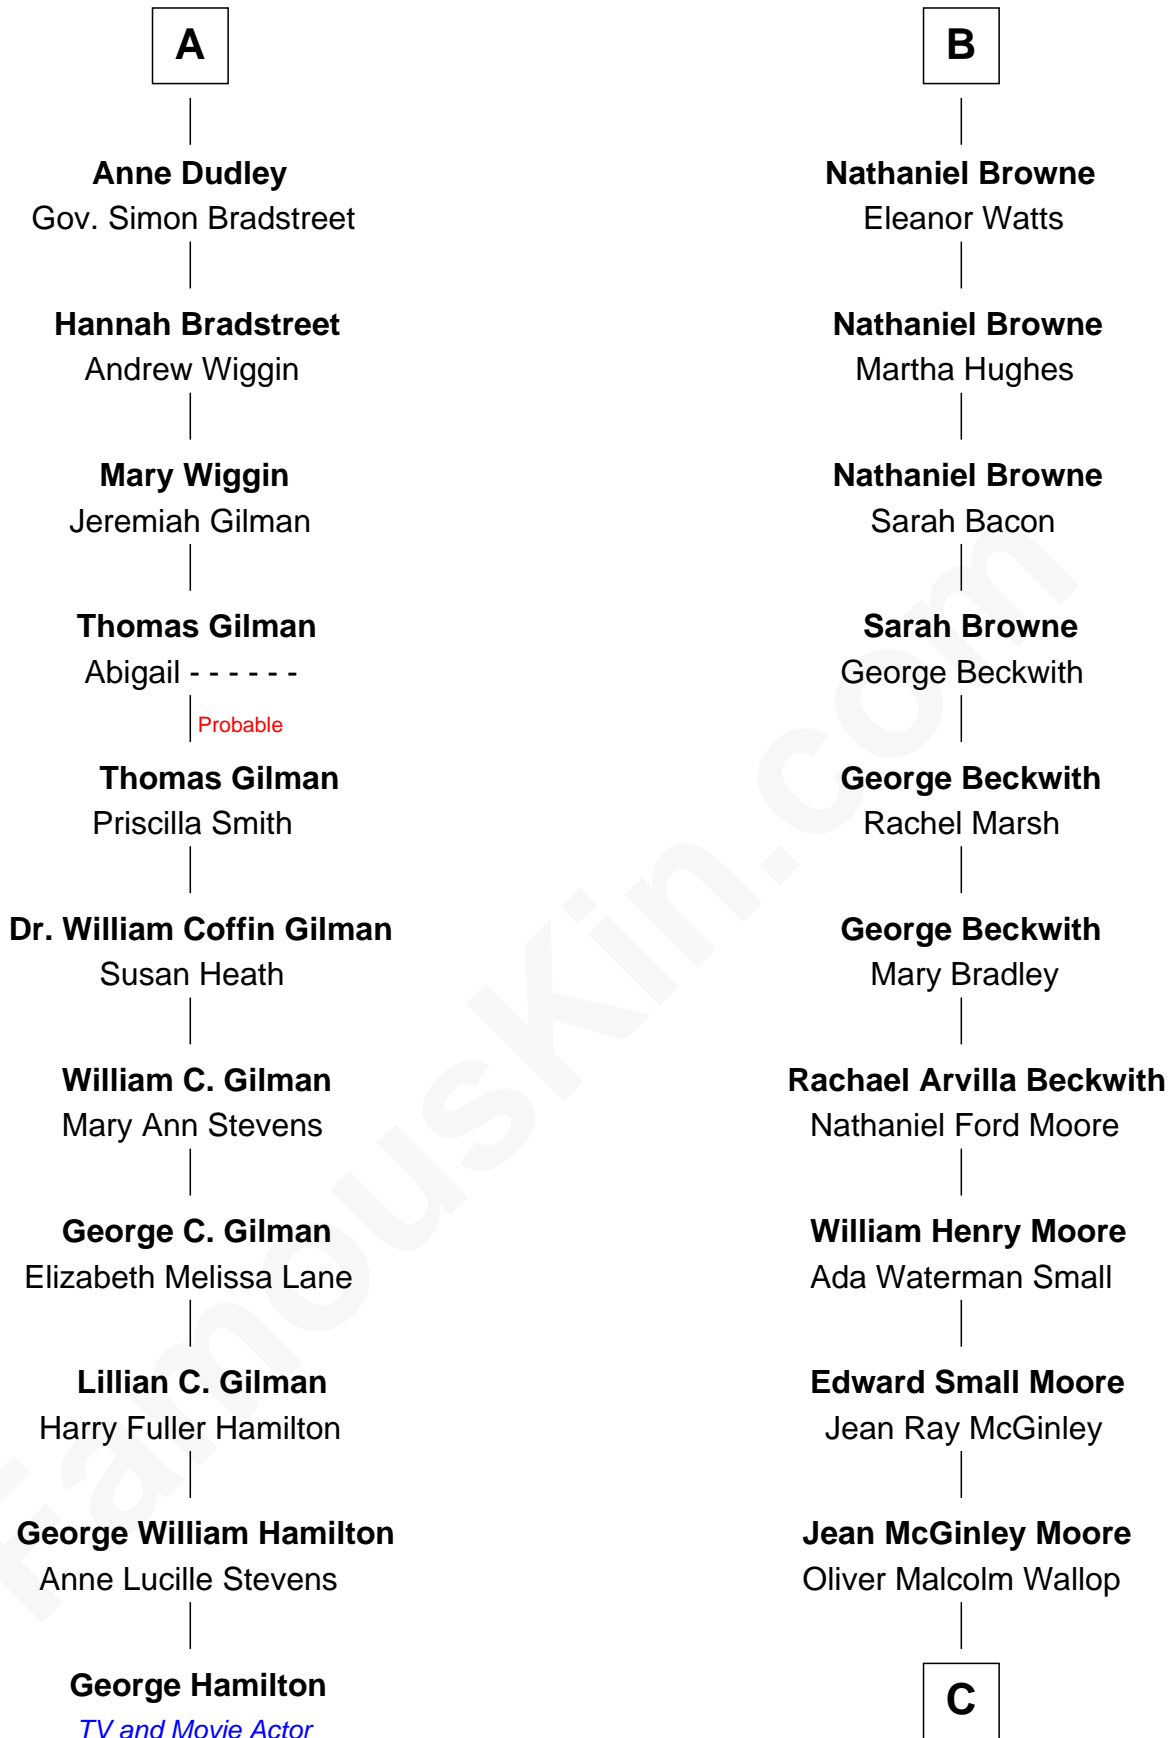 A
Anne Dudley
Gov. Simon Bradstreet
Hannah Bradstreet
Andrew Wiggin
Mary Wiggin
Jeremiah Gilman
Thomas Gilman
Abigail - - - - - -
Probable
Thomas Gilman
Priscilla Smith
Dr. William Coffin Gilman
Susan Heath
William C. Gilman
Mary Ann Stevens
George C. Gilman
Elizabeth Melissa Lane
Lillian C. Gilman
Harry Fuller Hamilton
George William Hamilton
Anne Lucille Stevens
George Hamilton
TV and Movie Actor
B
Nathaniel Browne
Eleanor Watts
Nathaniel Browne
Martha Hughes
Nathaniel Browne
Sarah Bacon
Sarah Browne
George Beckwith
George Beckwith
Rachel Marsh
George Beckwith
Mary Bradley
Rachael Arvilla Beckwith
Nathaniel Ford Moore
William Henry Moore
Ada Waterman Small
Edward Small Moore
Jean Ray McGinley
Jean McGinley Moore
Oliver Malcolm Wallop
C
FamousKin.com